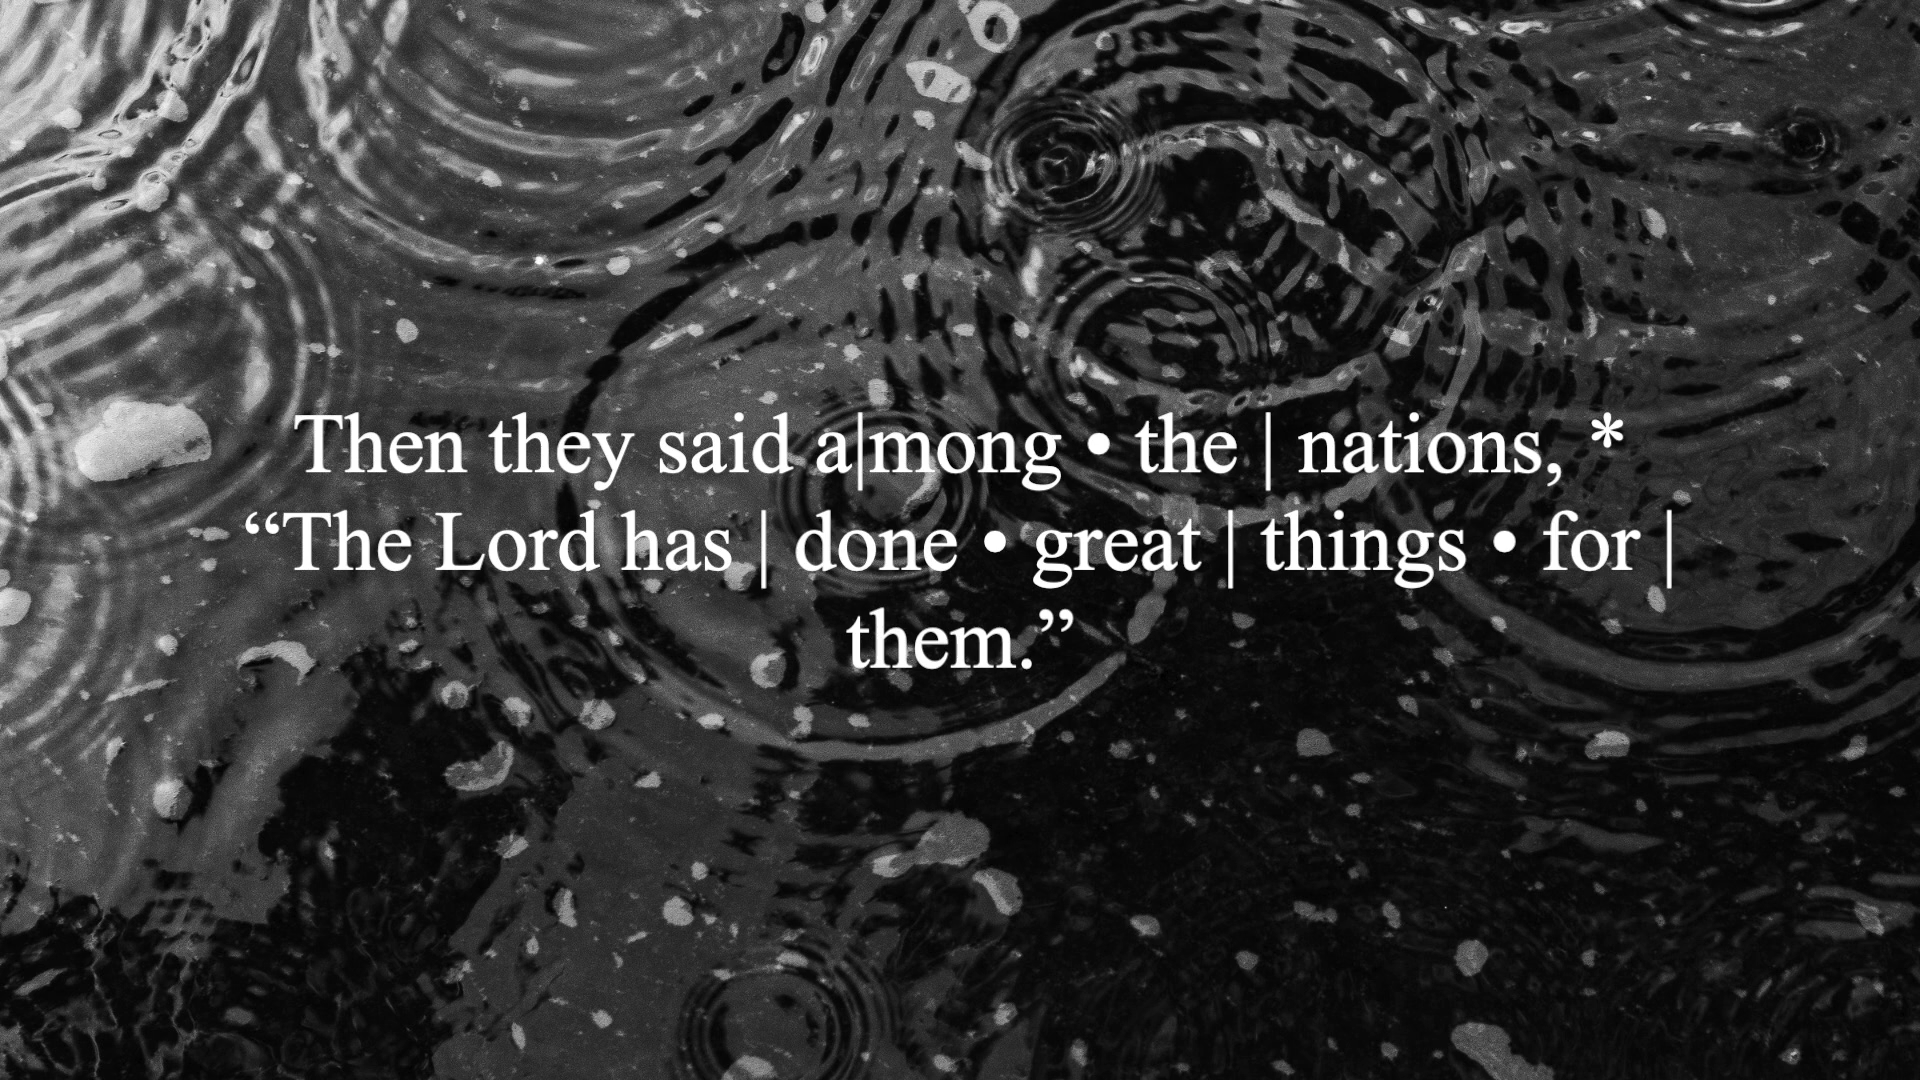 Then they said a|mong • the | nations, *
“The Lord has | done • great | things • for |
them.”